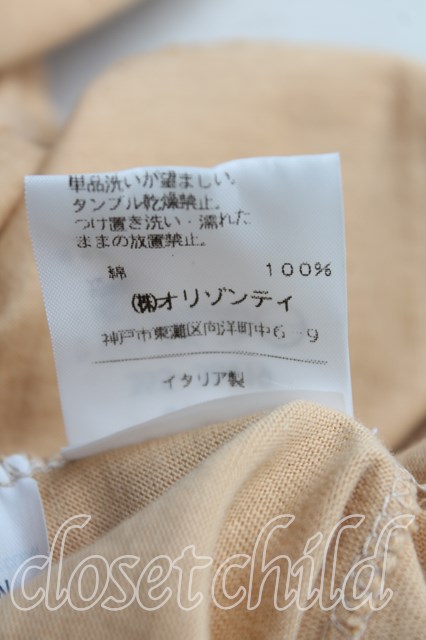 単品洗いが望ましい。
タンブル乾燥禁止。
つけ置き洗い・濡れた
ままの放置禁止。
綿 100%
(株)オリゾンティ
神戸市東灘区向洋町中6-9
イタリア製
closet child